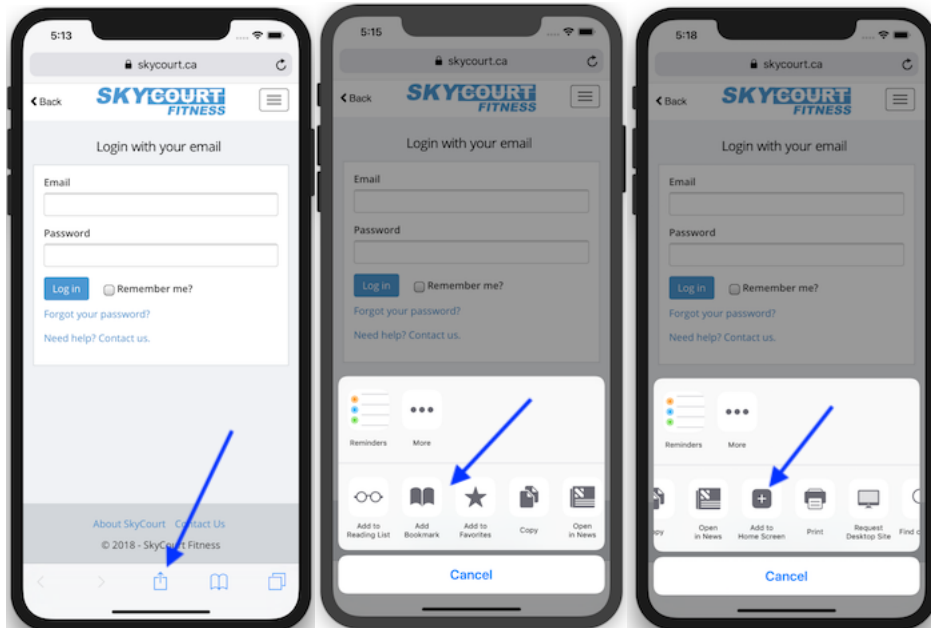 5:13
skycourt.ca
Back
SKYCOURT
FITNESS
Login with your email
Email
Password
Log in
Remember me?
Forgot your password?
Need help? Contact us.
About SkyCourt Contact Us
© 2018 - SkyCourt Fitness
5:15
skycourt.ca
Back
SKYCOURT
FITNESS
Login with your email
Email
Password
Log in
Remember me?
Forgot your password?
Need help? Contact us.
Reminders
More
Add to
Reading List
Add
Bookmark
Add to
Favorites
Copy
Open
in News
Cancel
5:18
skycourt.ca
Back
SKYCOURT
FITNESS
Login with your email
Email
Password
Log in
Remember me?
Forgot your password?
Need help? Contact us.
Reminders
More
py
Open
in News
Add to
Home Screen
Print
Request
Desktop Site
Find
Cancel